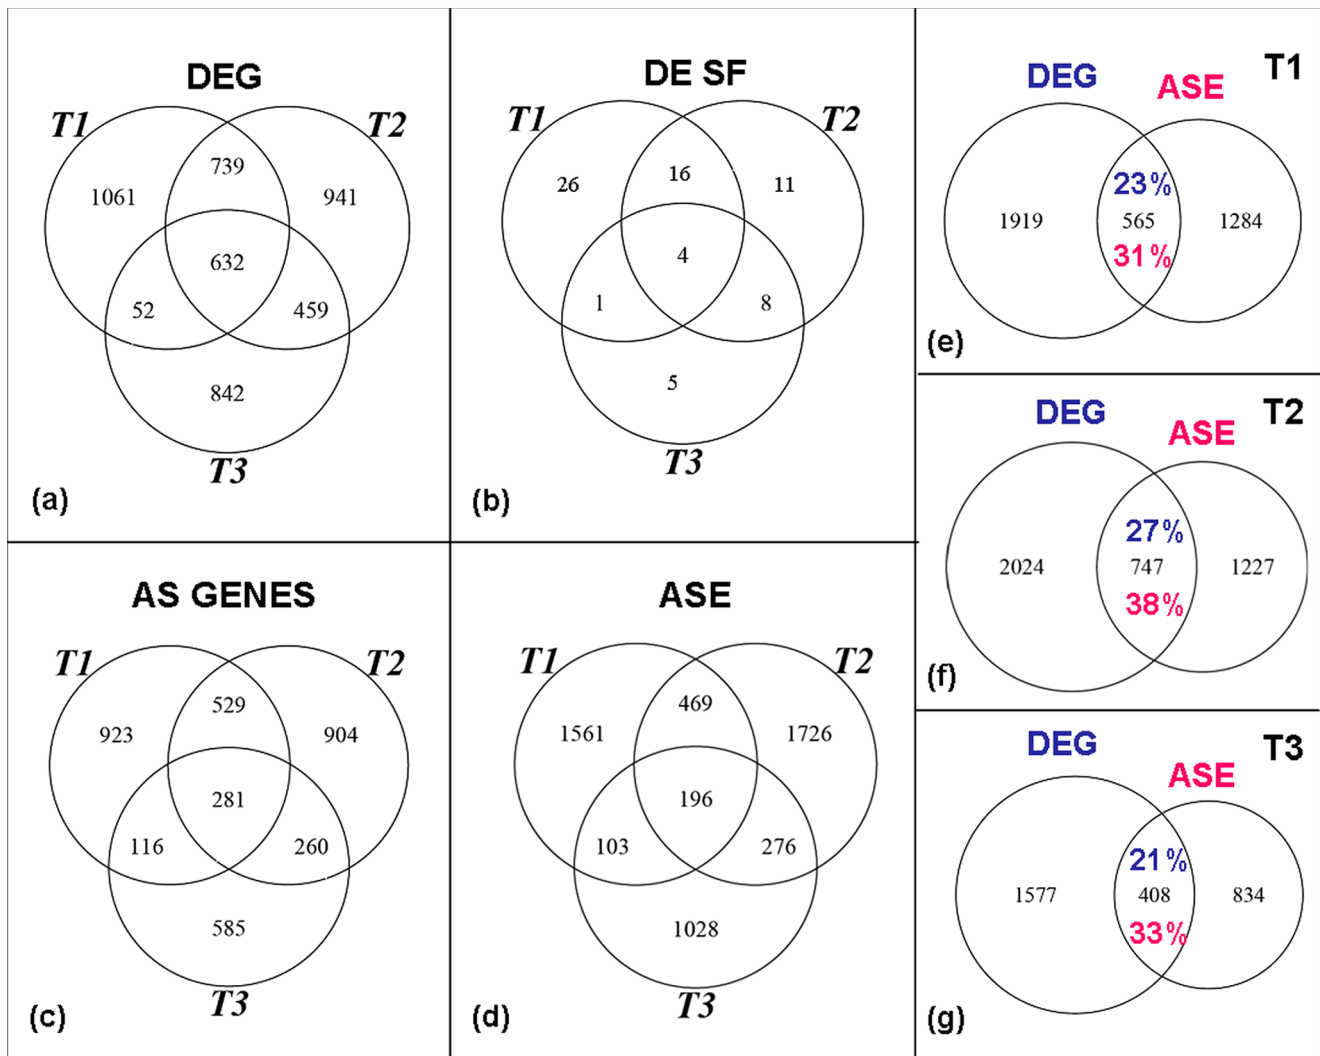 DEG
T1
T2
739
1061
941
632
52
459
842
T3
(a)
DE SF
T1
T2
16
26
11
4
1
8
5
T3
(b)
AS GENES
T1
T2
529
923
904
281
116
260
585
T3
(c)
ASE
T1
T2
469
1561
1726
196
103
276
1028
T3
(d)
T1
DEG
ASE
23%
1919
565
1284
31%
(e)
T2
DEG
ASE
27%
2024
747
1227
38%
(f)
T3
DEG
ASE
21%
1577
408
834
33%
(g)